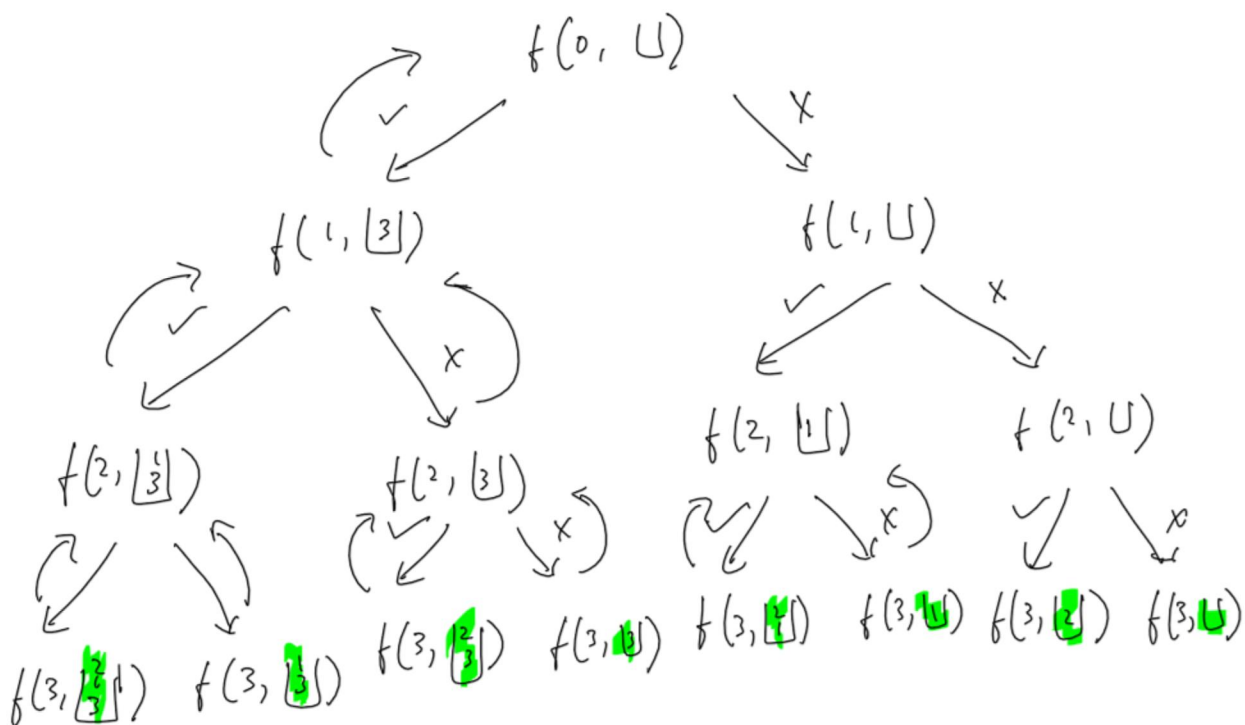 f(0, ⊔)
✓ x
f(1, 3) f(1, ⊔)
✓ x ✓ x
f(2, 1 3) f(2, 3) f(2, 1) f(2, ⊔)
✓ x ✓ x ✓ x
f(3, 2 1 3) f(3, 1 3) f(3, 2 3) f(3, 3) f(3, 2 1) f(3, 1) f(3, 2) f(3, ⊔)